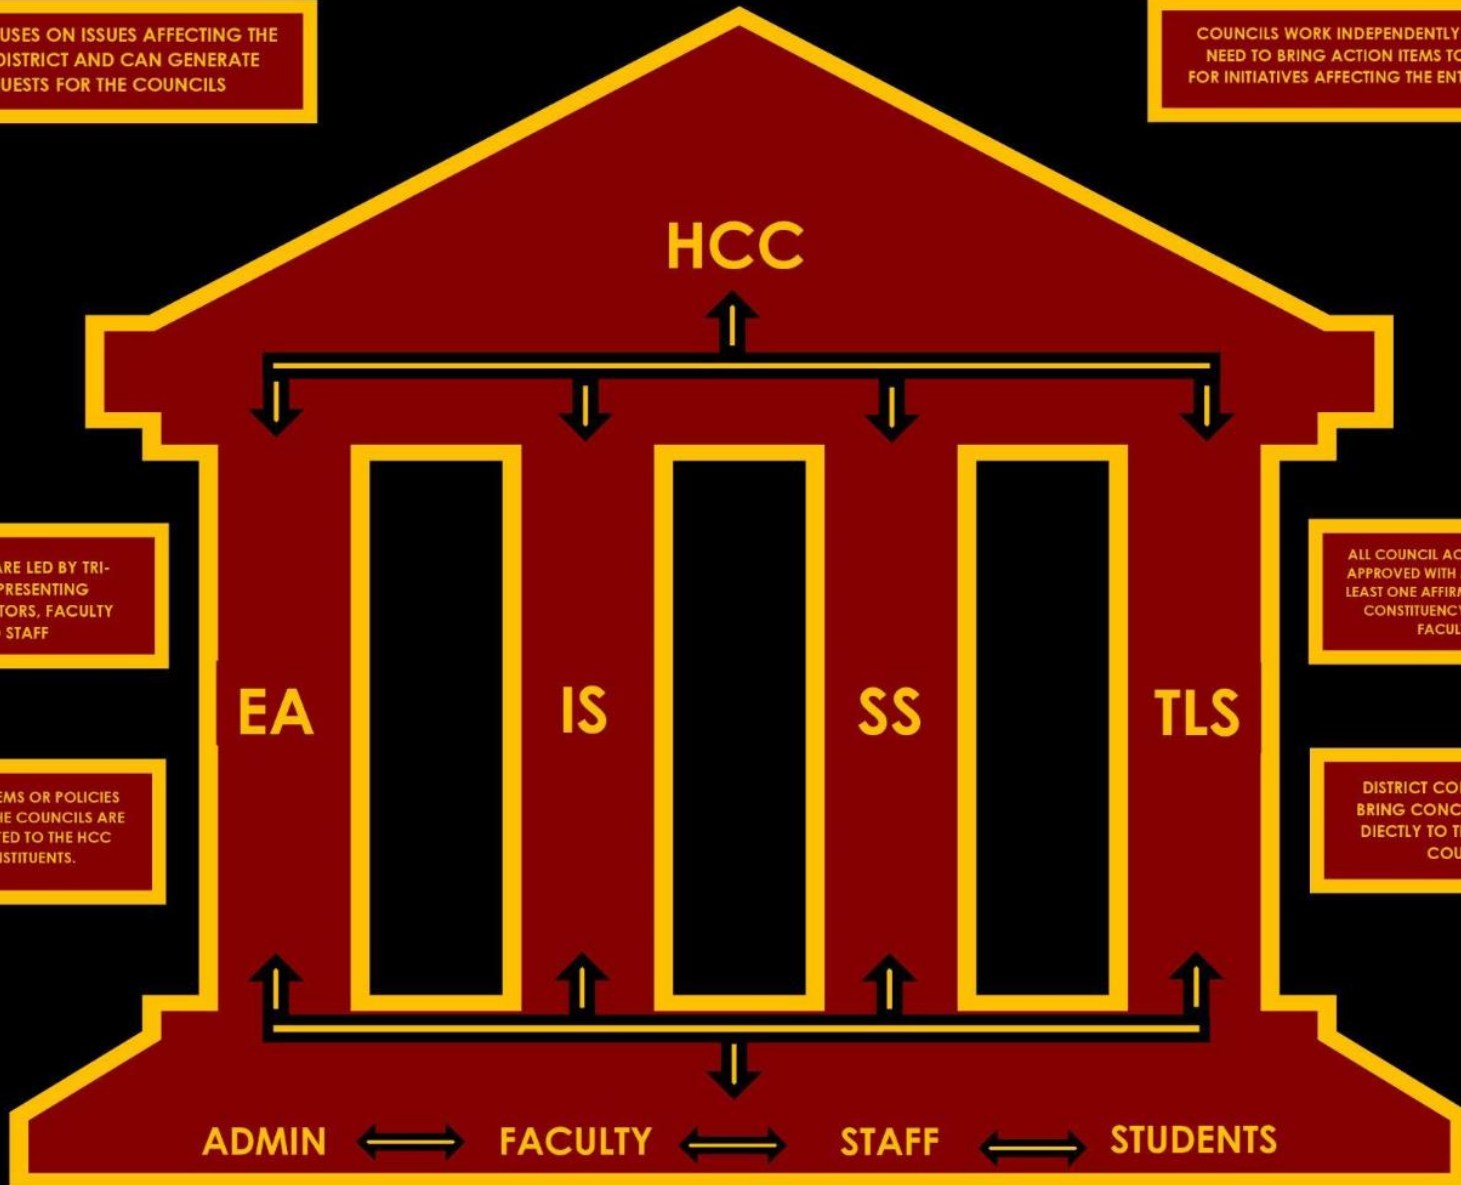 USES ON ISSUES AFFECTING THE
DISTRICT AND CAN GENERATE
UESTS FOR THE COUNCILS
COUNCILS WORK INDEPENDENTLY
NEED TO BRING ACTION ITEMS TO
FOR INITIATIVES AFFECTING THE ENT
HCC
ARE LED BY TRI-
PRESENTING
TORS, FACULTY
STAFF
ALL COUNCIL AC
APPROVED WITH
LEAST ONE AFFIRM
CONSTITUENCY
FACUL
EA
IS
SS
TLS
EMS OR POLICIES
HE COUNCILS ARE
TED TO THE HCC
NSTITUENTS.
DISTRICT CO
BRING CONC
DIECTLY TO T
COU
ADMIN
FACULTY
STAFF
STUDENTS